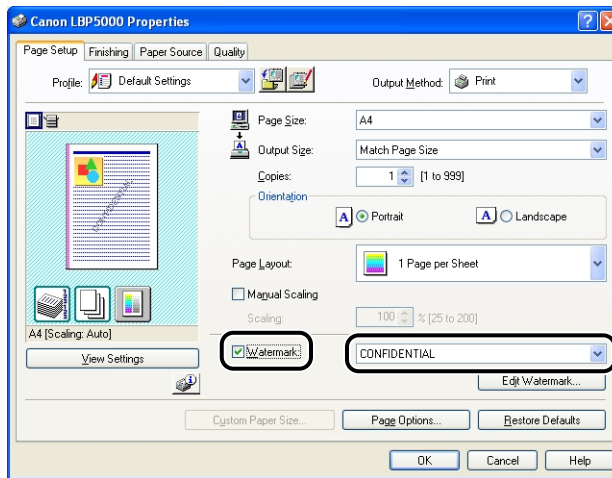 Canon LBP5000 Properties
Page Setup Finishing Paper Source Quality
Profile: Default Settings Output Method: Print
Page Size: A4
Output Size: Match Page Size
Copies: 1 [1 to 999]
Orientation
A Portrait A Landscape
Page Layout: 1 Page per Sheet
Manual Scaling
Scaling: 100 % [25 to 200]
CONFIDENTIAL
A4 [Scaling: Auto]
Watermark: CONFIDENTIAL
View Settings
Edit Watermark...
Custom Paper Size... Page Options... Restore Defaults
OK Cancel Help